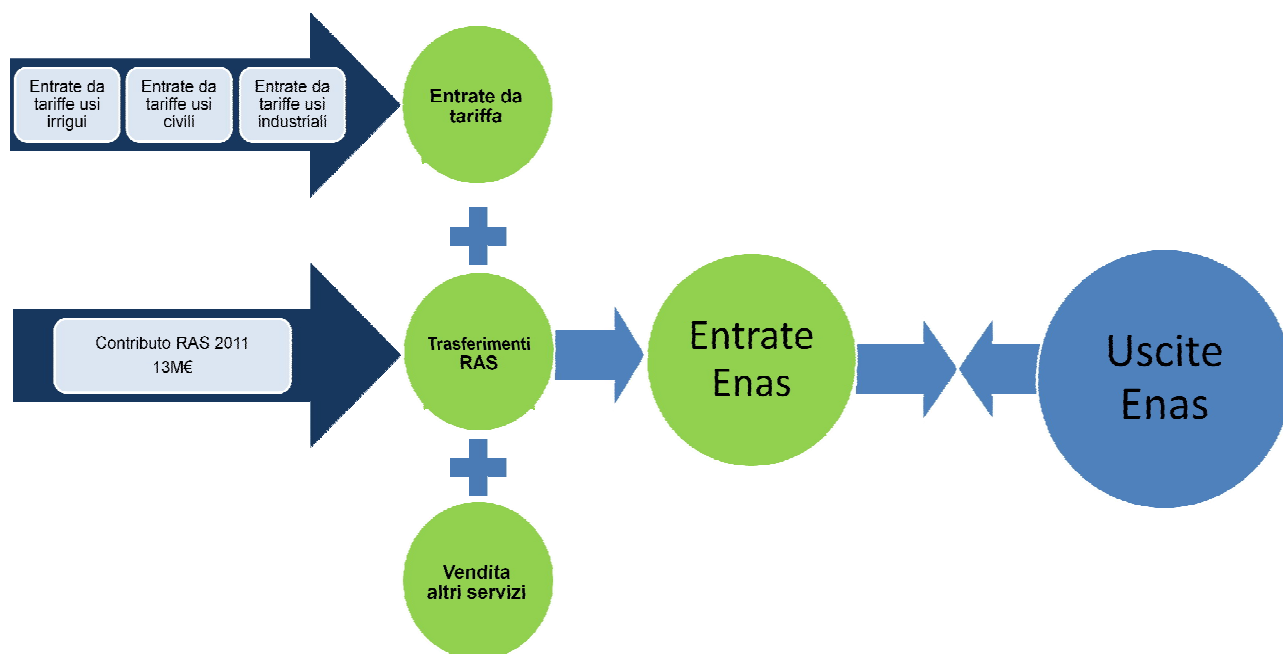 Entrate da
tariffe usi
irrigui
Entrate da
tariffe usi
civili
Entrate da
tariffe usi
industriali
Entrate da
tariffa
Contributo RAS 2011
13M€
Trasferimenti
RAS
Entrate
Enas
Uscite
Enas
Vendita
altri servizi